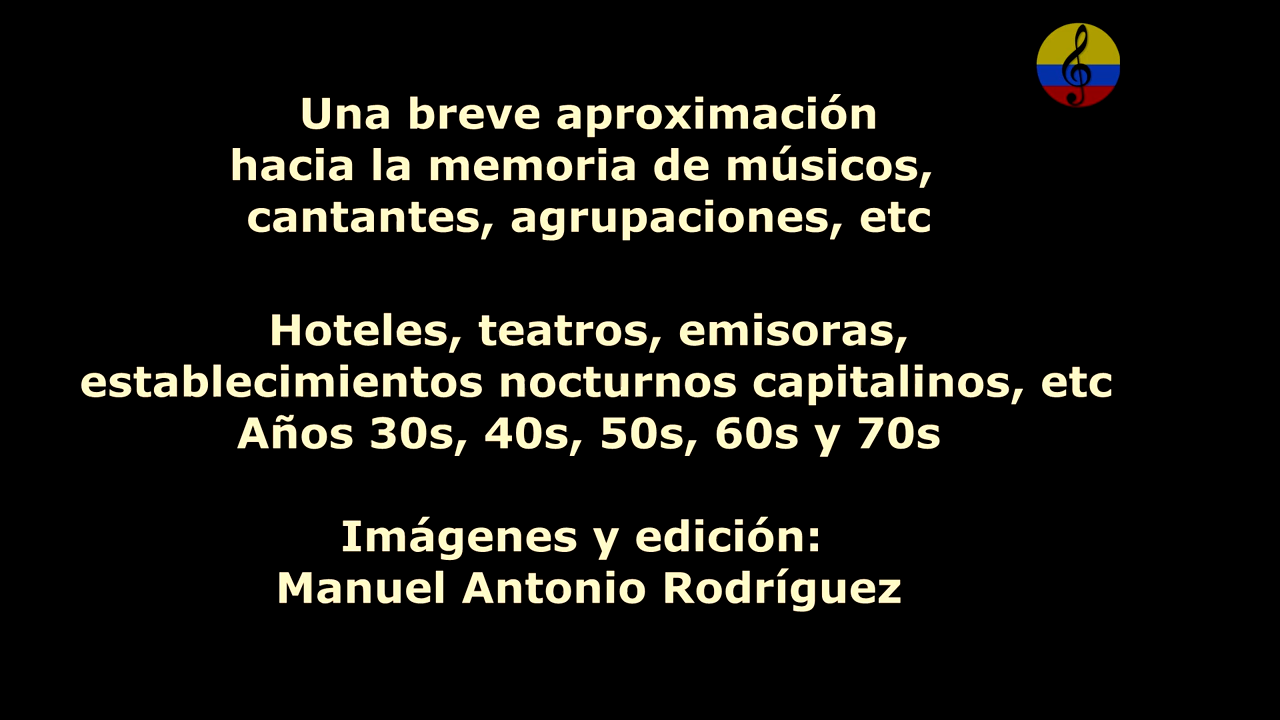 Una breve aproximación
hacia la memoria de músicos,
cantantes, agrupaciones, etc
Hoteles, teatros, emisoras,
establecimientos nocturnos capitalinos, etc
Años 30s, 40s, 50s, 60s y 70s
Imágenes y edición:
Manuel Antonio Rodríguez